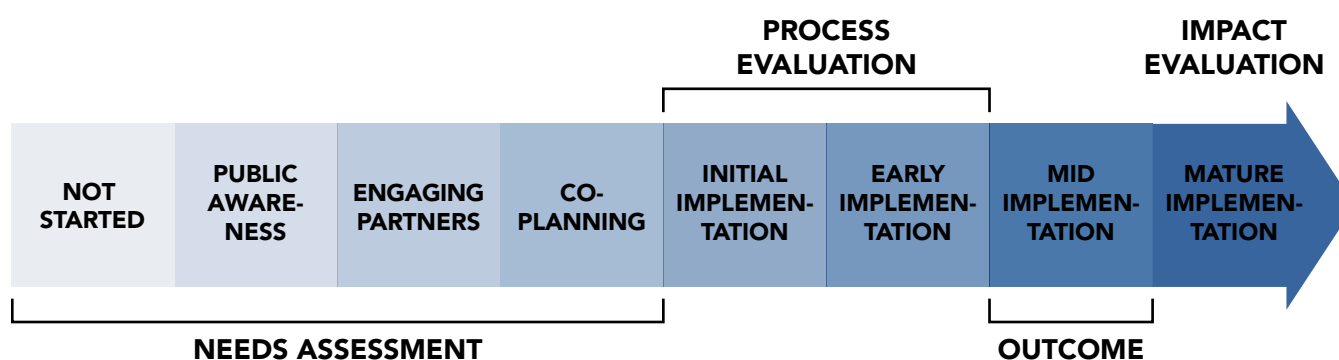 PROCESS
EVALUATION
IMPACT
EVALUATION
NOT
STARTED
PUBLIC
AWARE-
NESS
ENGAGING
PARTNERS
CO-
PLANNING
INITIAL
IMPLEMEN-
TATION
EARLY
IMPLEMEN-
TATION
MID
IMPLEMEN-
TATION
MATURE
IMPLEMEN-
TATION
NEEDS ASSESSMENT
OUTCOME